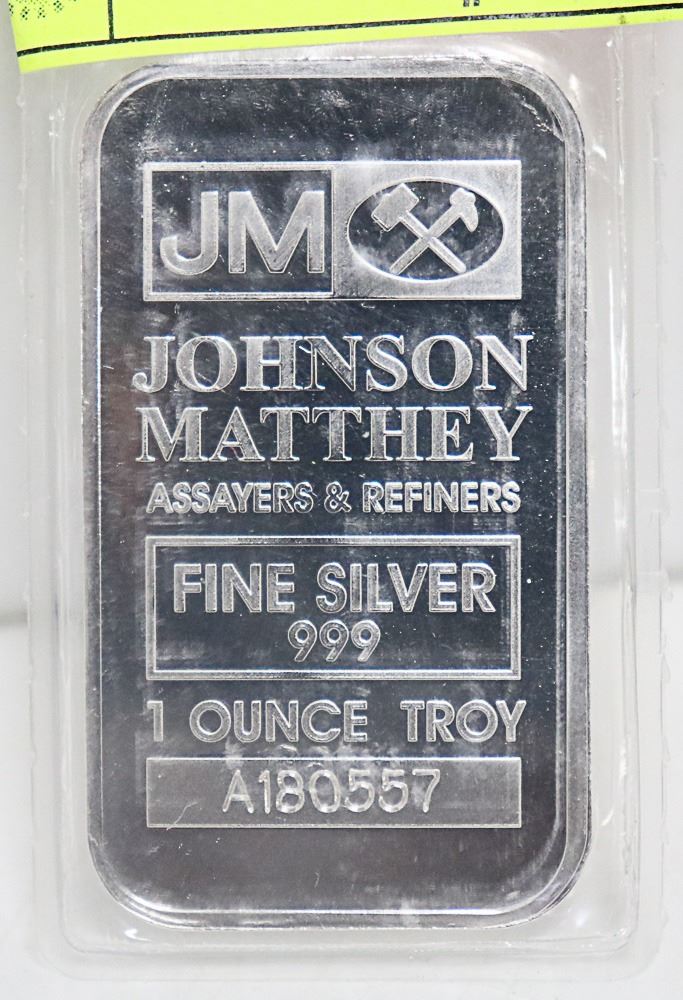 JM
JOHNSON
MATTHEY
ASSAYERS & REFINERS
FINE SILVER
999
1 OUNCE TROY
A180557